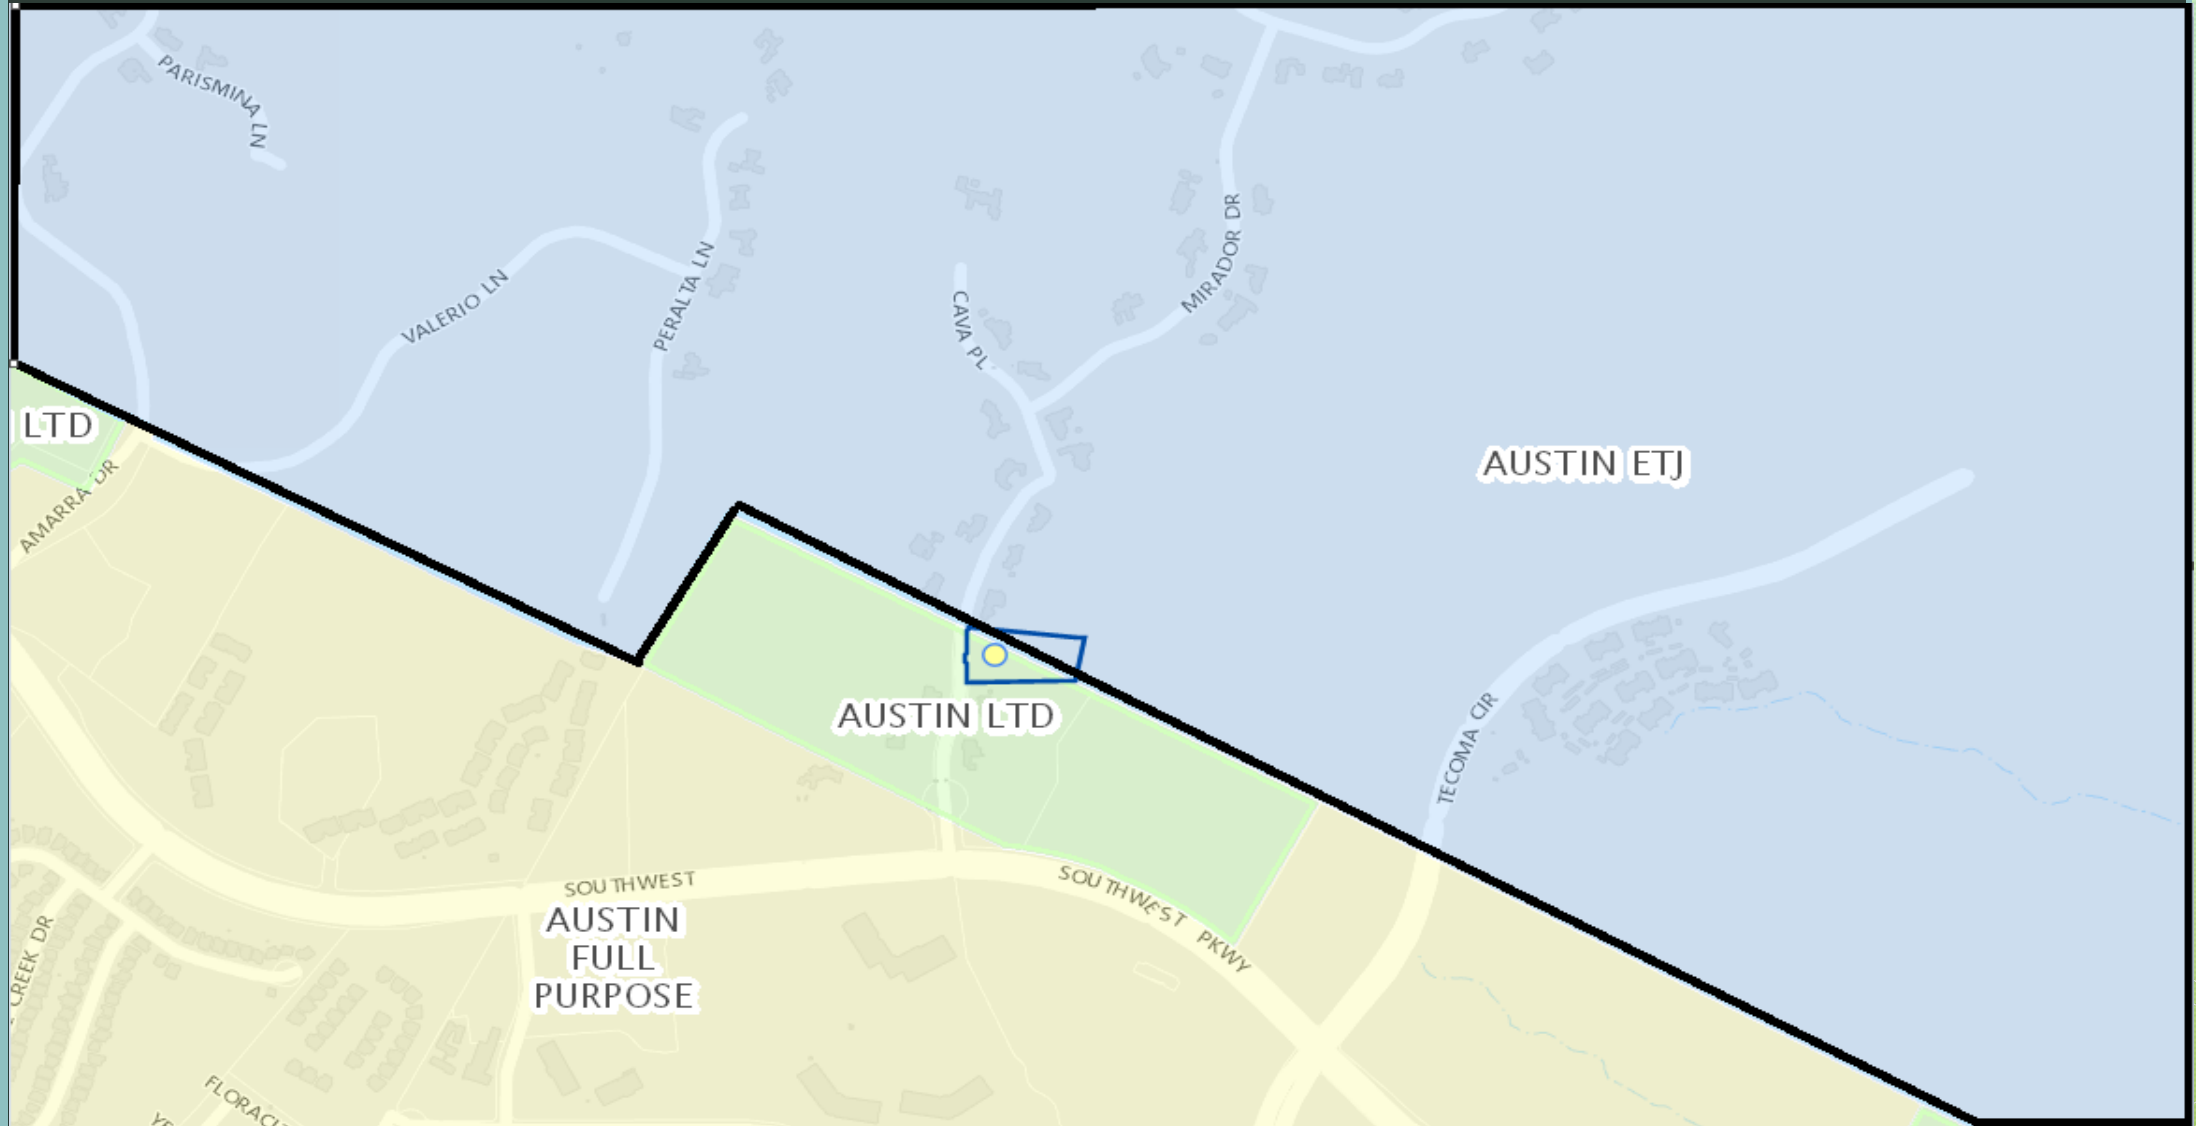 PARISMINA LN
VALERIO LN
PERALTA LN
CAVA PL
MIRADOR DR
LTD
AMARRA DR
AUSTIN ETJ
TECOMA CIR
AUSTIN LTD
SOUTHWEST
SOUTHWEST PKWY
AUSTIN
FULL
PURPOSE
CREEK DR